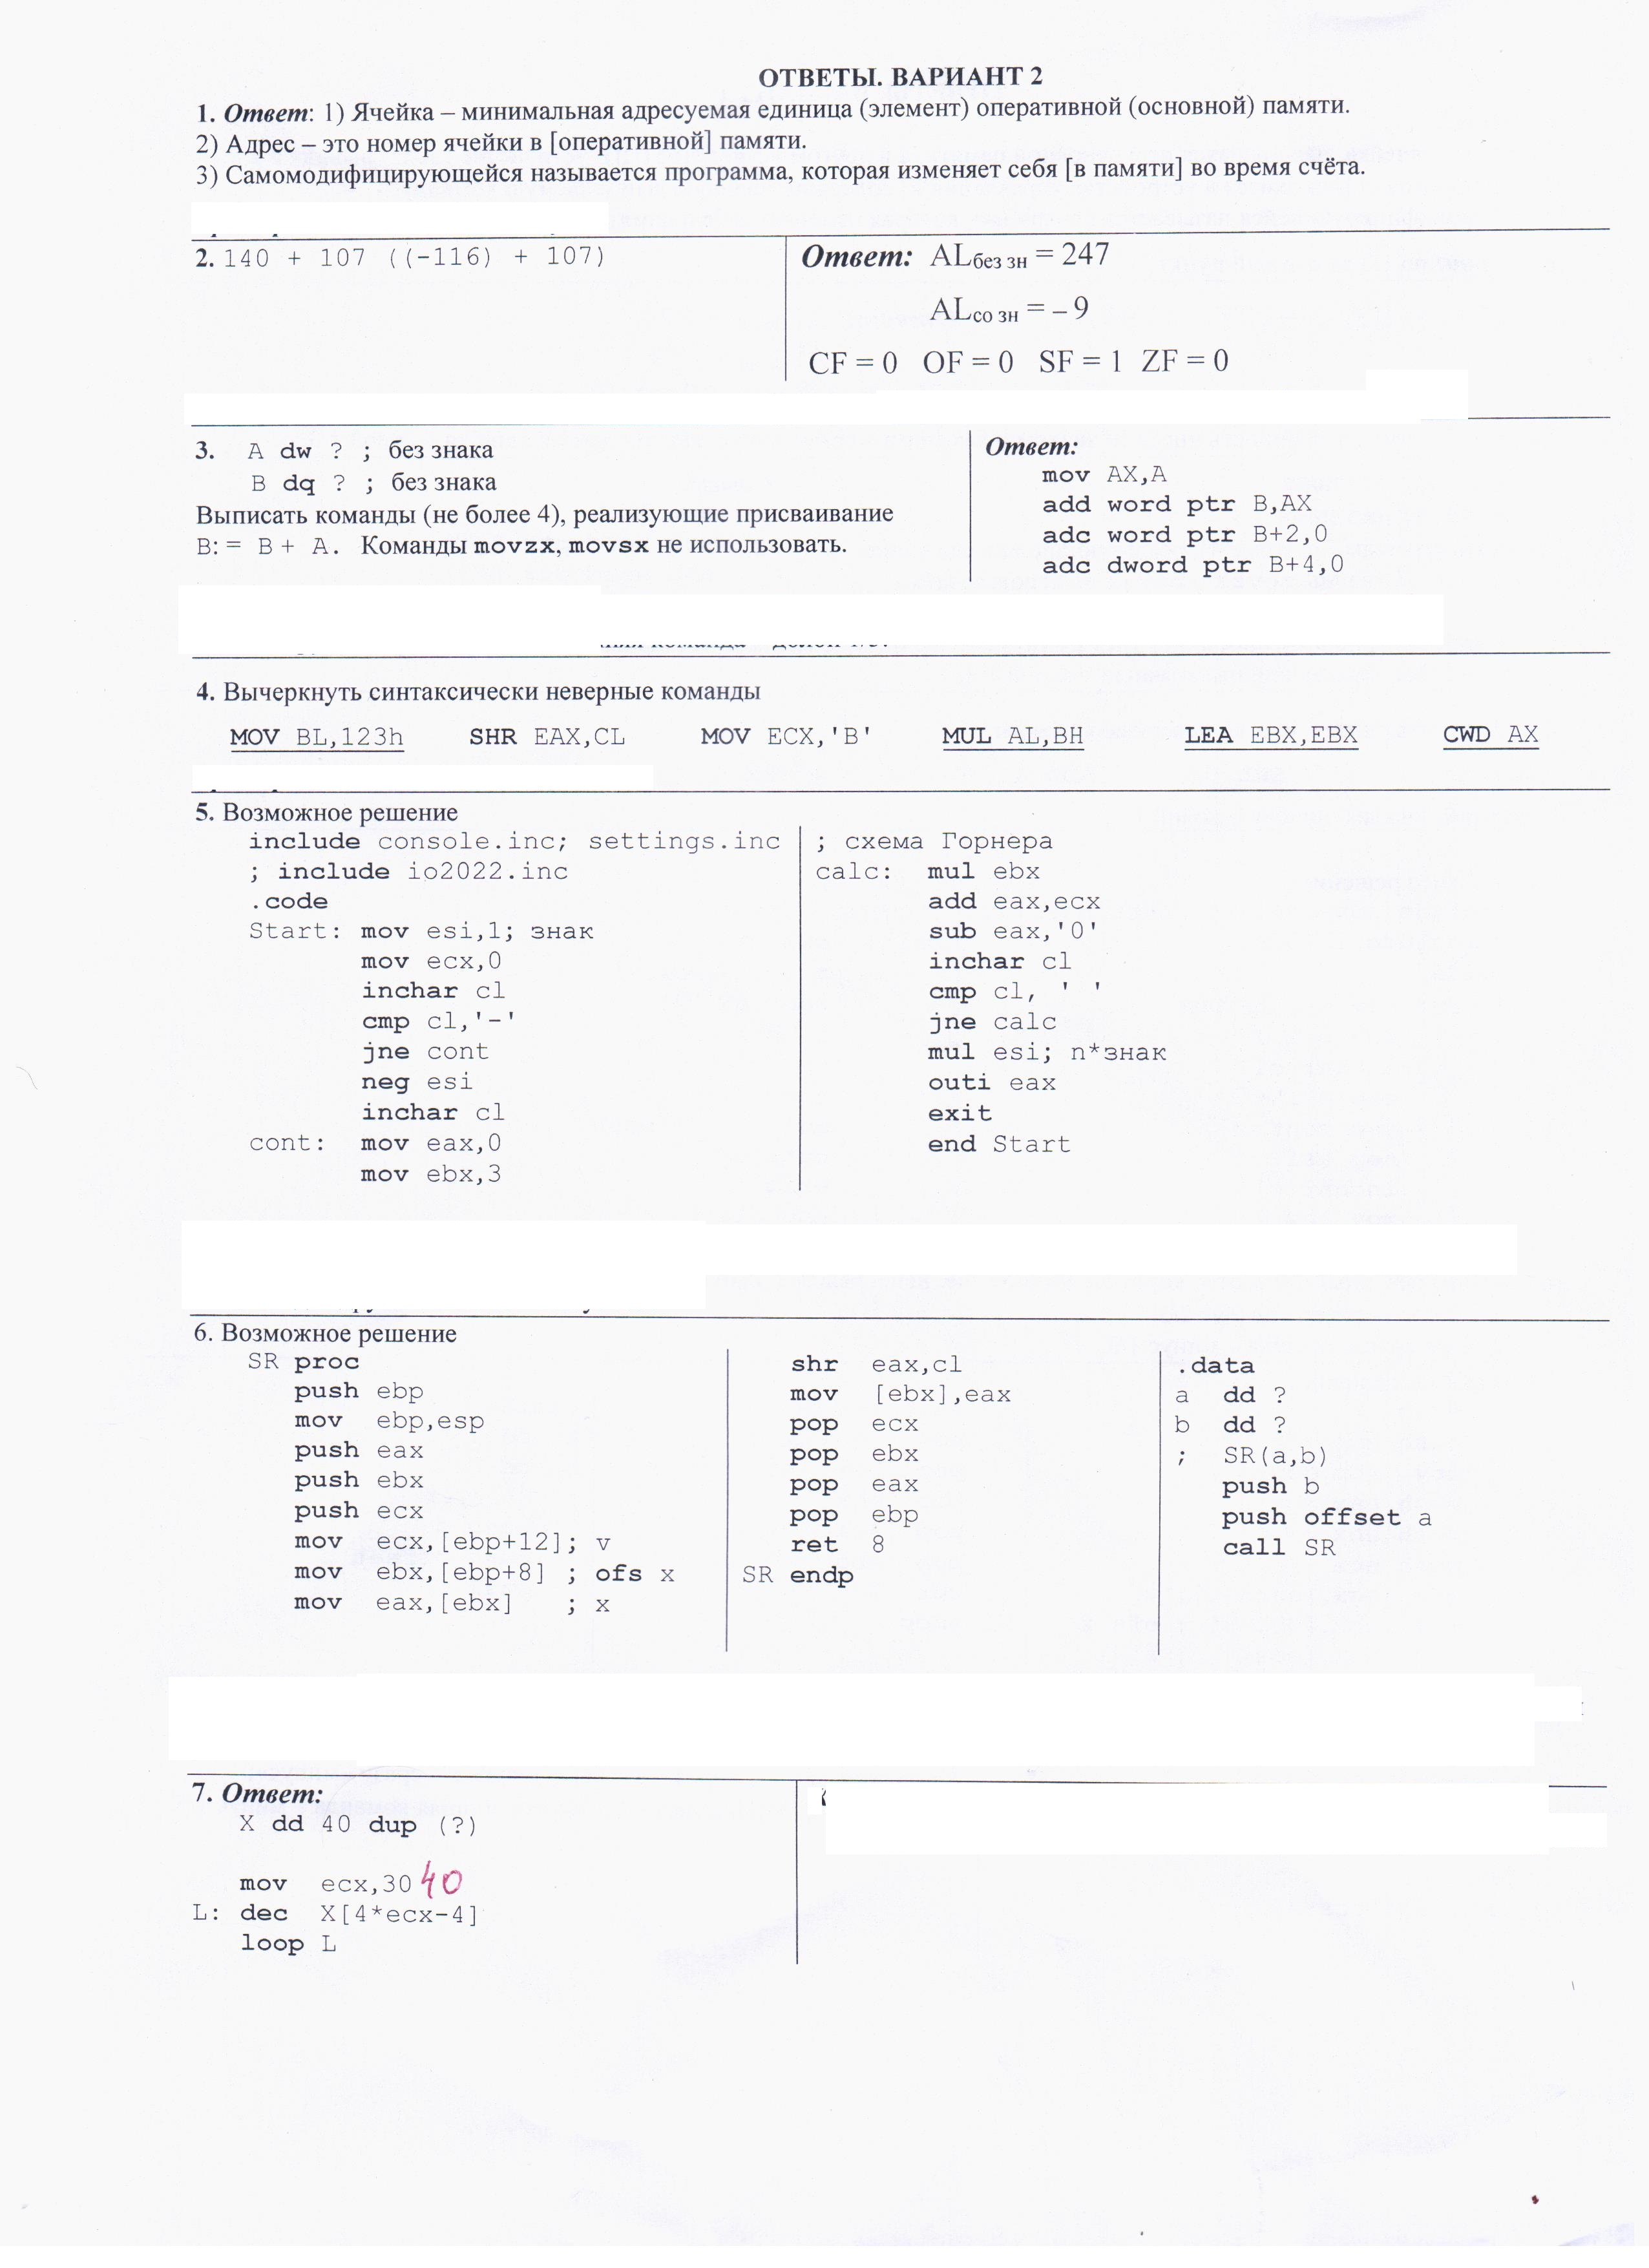 ОТВЕТЫ. ВАРИАНТ 2
1. Ответ: 1) Ячейка – минимальная адресуемая единица (элемент) оперативной (основной) памяти.
2) Адрес – это номер ячейки в [оперативной] памяти.
3) Самомодифицирующейся называется программа, которая изменяет себя [в памяти] во время счёта.
2. 140 + 107 ((-116) + 107)
Ответ: ALбез зн = 247
ALсо зн = – 9
CF = 0 OF = 0 SF = 1 ZF = 0
3. A dw ? ; без знака
B dq ? ; без знака
Выписать команды (не более 4), реализующие присваивание
B:= B + A. Команды movzx, movsx не использовать.
Ответ:
mov AX,A
add word ptr B,AX
adc word ptr B+2,0
adc dword ptr B+4,0
4. Вычеркнуть синтаксически неверные команды
MOV BL,123h SHR EAX,CL MOV ECX,'B' MUL AL,BH LEA EBX,EBX CWD AX
5. Возможное решение
include console.inc; settings.inc
; include io2022.inc
.code
Start: mov esi,1; знак
mov ecx,0
inchar cl
cmp cl,'-'
jne cont
neg esi
inchar cl
cont: mov eax,0
mov ebx,3
; схема Горнера
calc: mul ebx
add eax,ecx
sub eax,'0'
inchar cl
cmp cl, ' '
jne calc
mul esi; n*знак
outi eax
exit
end Start
6. Возможное решение
SR proc
push ebp
mov ebp,esp
push eax
push ebx
push ecx
mov ecx,[ebp+12]; v
mov ebx,[ebp+8] ; ofs x
mov eax,[ebx] ; x
shr eax,cl
mov [ebx],eax
pop ecx
pop ebx
pop eax
pop ebp
ret 8
SR endp
.data
a dd ?
b dd ?
; SR(a,b)
push b
push offset a
call SR
7. Ответ:
X dd 40 dup (?)
mov ecx,30 40
L: dec X[4*ecx-4]
loop L